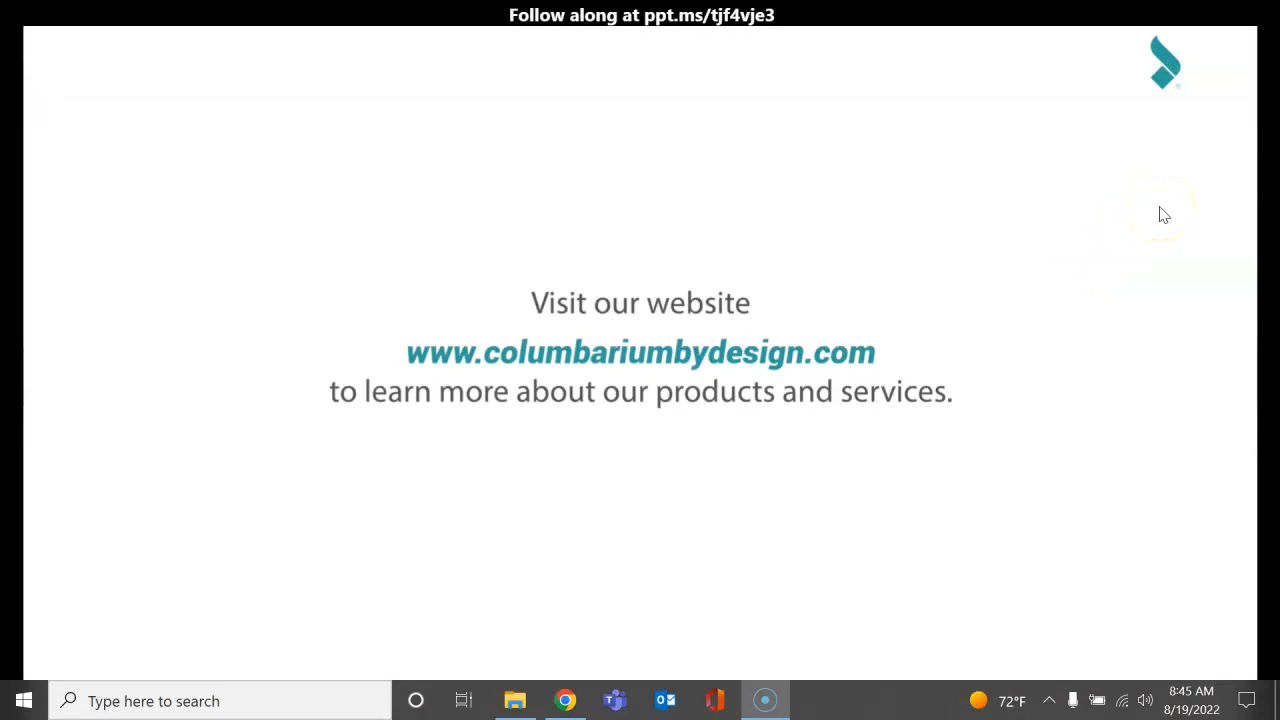 Follow along at ppt.ms/tjf4vje3
Visit our website
www.columbariumbydesign.com
to learn more about our products and services.
Type here to search
72°F
8:45 AM
8/19/2022